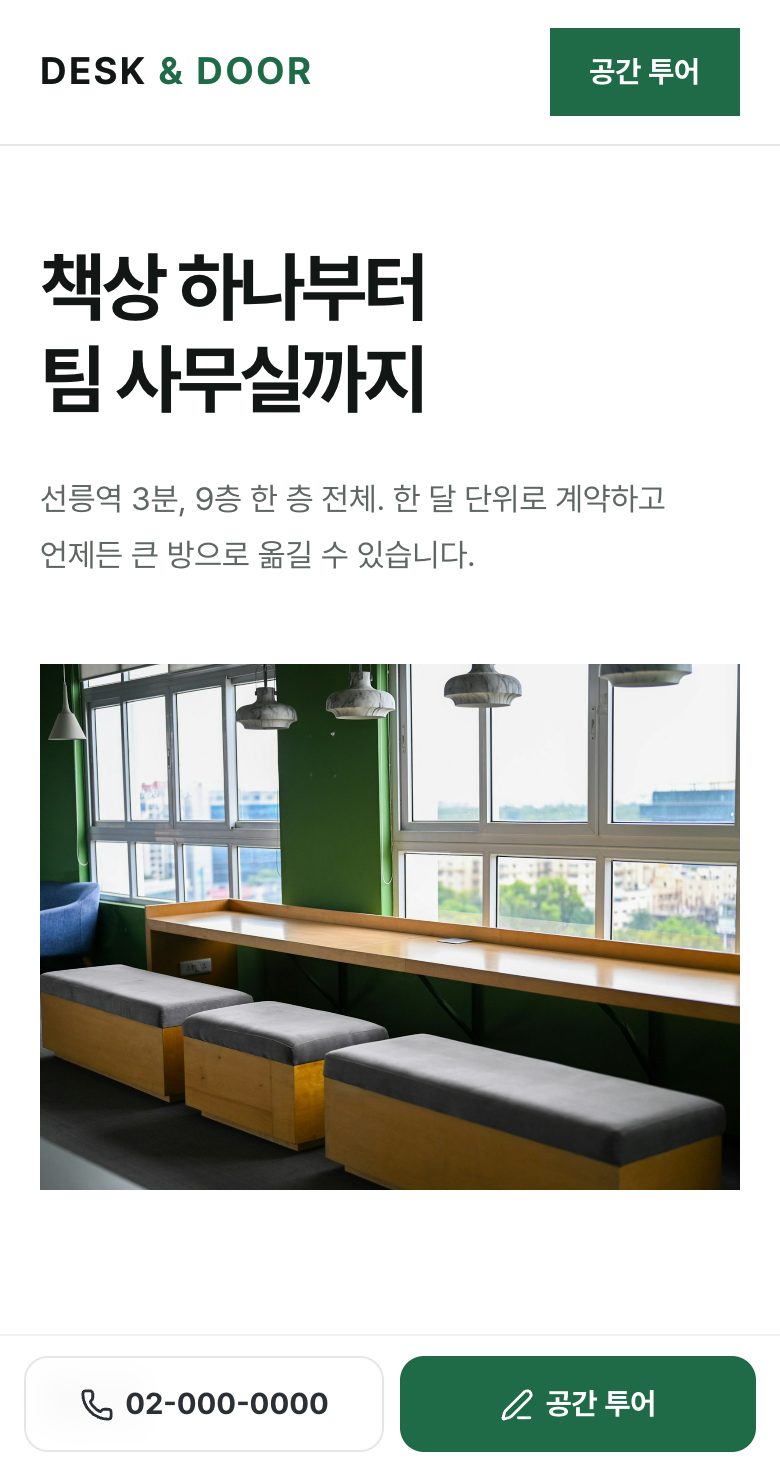 DESK & DOOR
공간 투어
책상 하나부터
팀 사무실까지
선릉역 3분, 9층 한 층 전체. 한 달 단위로 계약하고
언제든 큰 방으로 옮길 수 있습니다.
02-000-0000
공간 투어